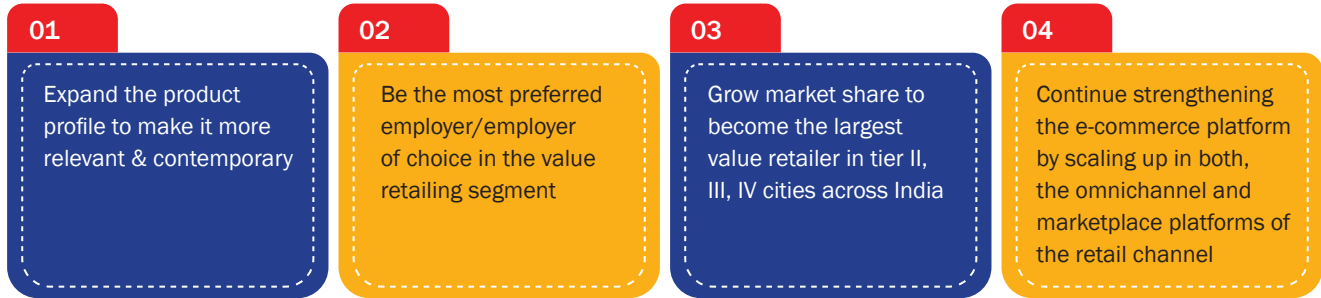 01
Expand the product
profile to make it more
relevant & contemporary
02
Be the most preferred
employer/employer
of choice in the value
retailing segment
03
Grow market share to
become the largest
value retailer in tier II,
III, IV cities across India
04
Continue strengthening
the e-commerce platform
by scaling up in both,
the omnichannel and
marketplace platforms of
the retail channel